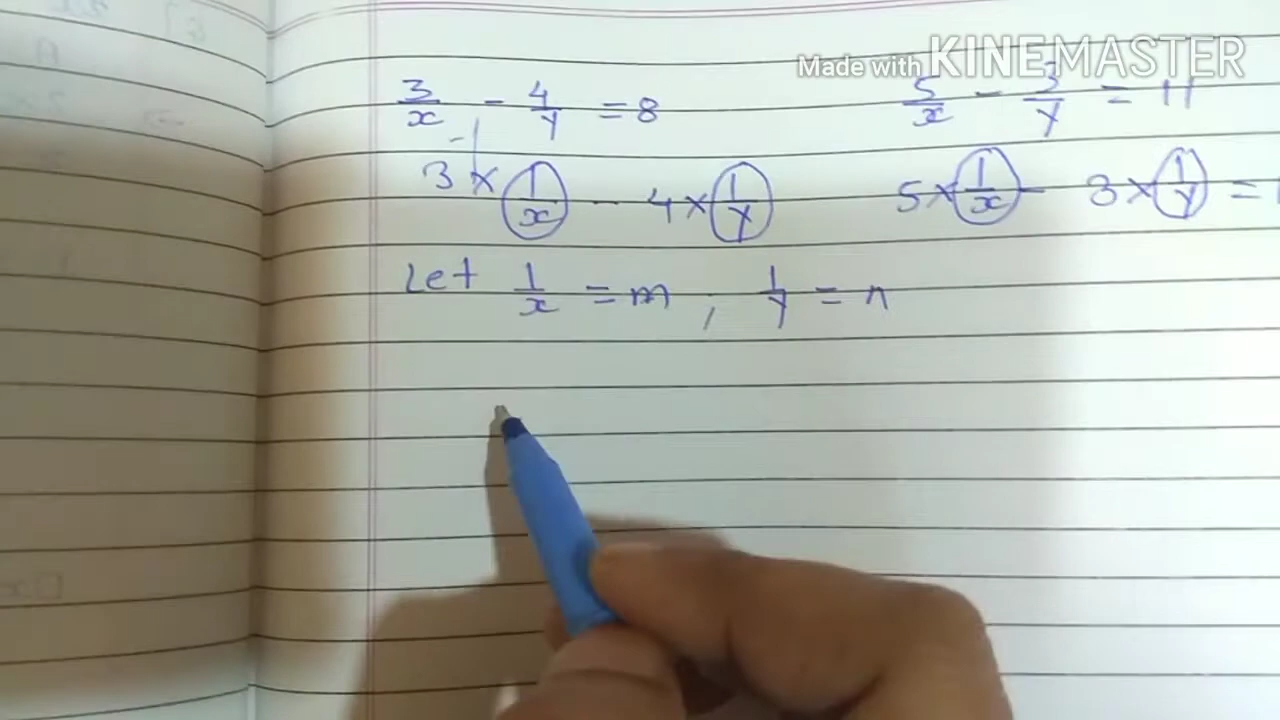 Made with KINEMASTER
3/x - 4/y = 8    5/x - 3/y = 11
3 × 1/x - 4 × 1/y    5 × 1/x - 3 × 1/y =
Let 1/x = m , 1/y = n